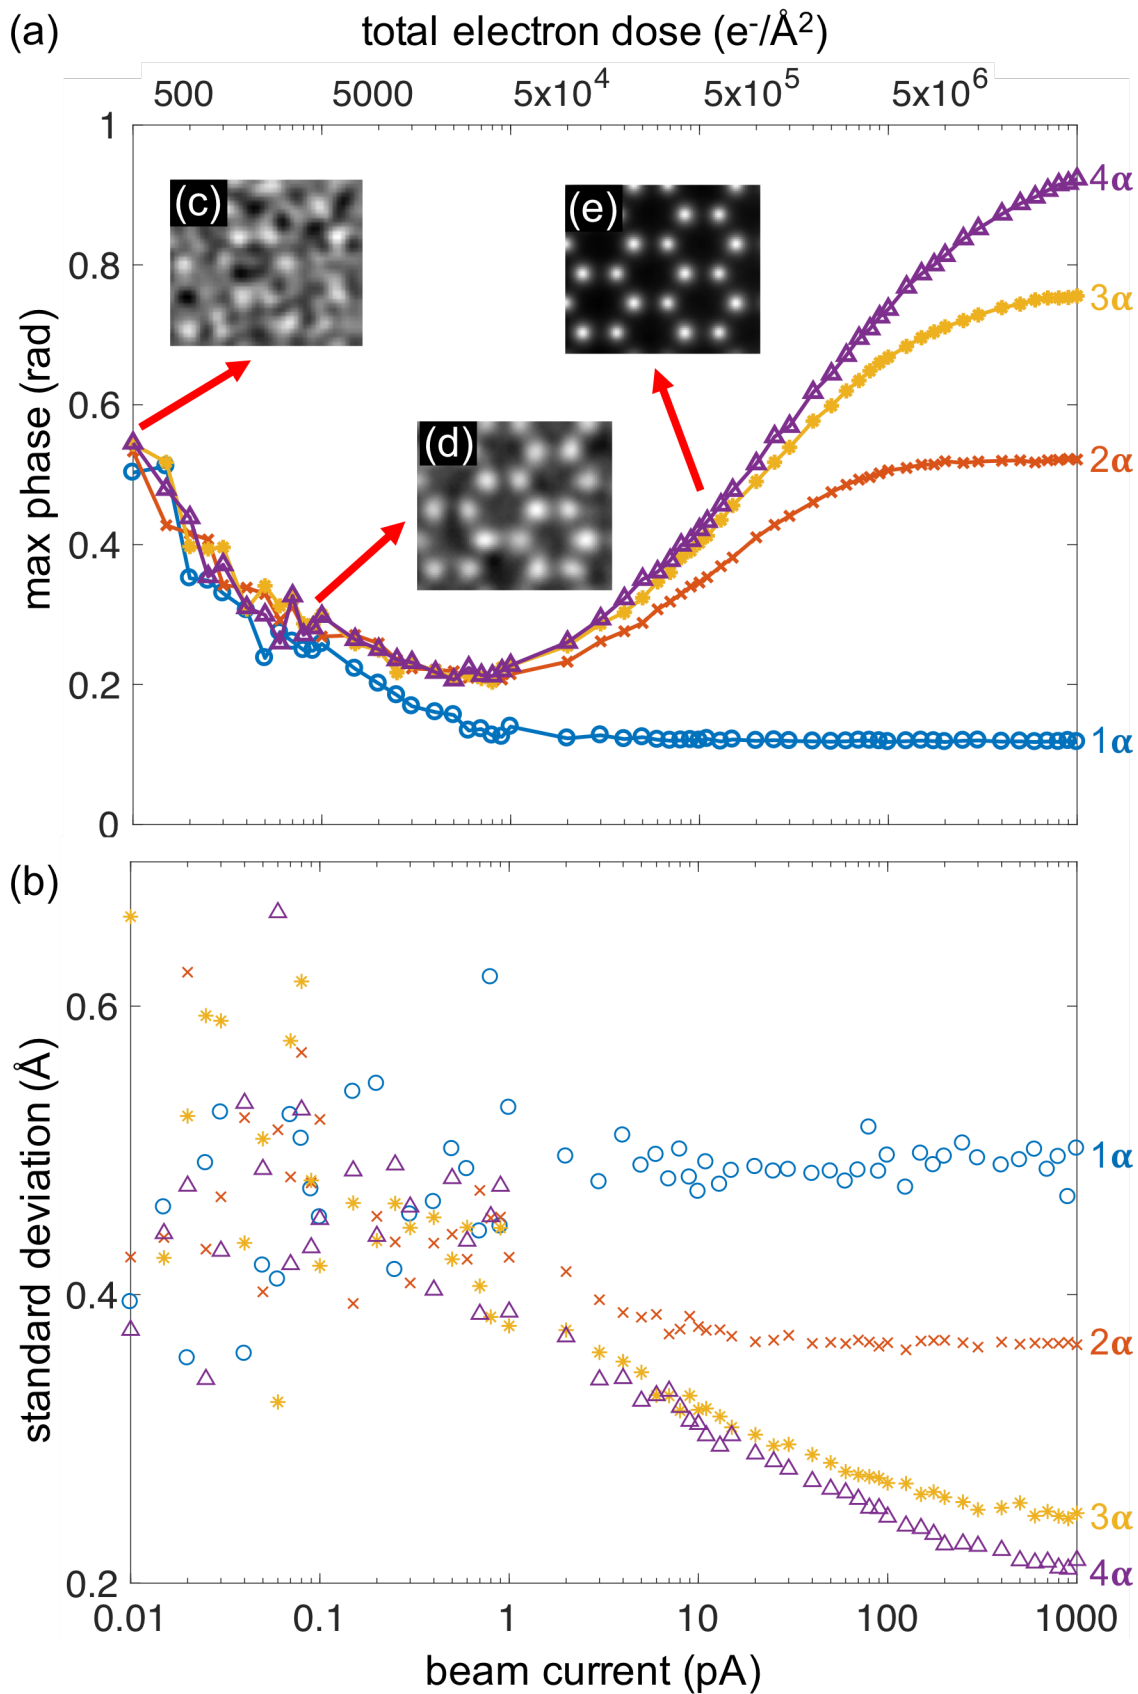 (a) total electron dose (e⁻/Å²)
500 5000 5x10⁴ 5x10⁵ 5x10⁶
1
(c) (e) 4α
0.8
3α
max phase (rad)
0.6
(d)
2α
0.4
0.2
1α
0
(b)
0.6
standard deviation (Å)
1α
0.4
2α
3α
4α
0.2
0.01 0.1 1 10 100 1000
beam current (pA)